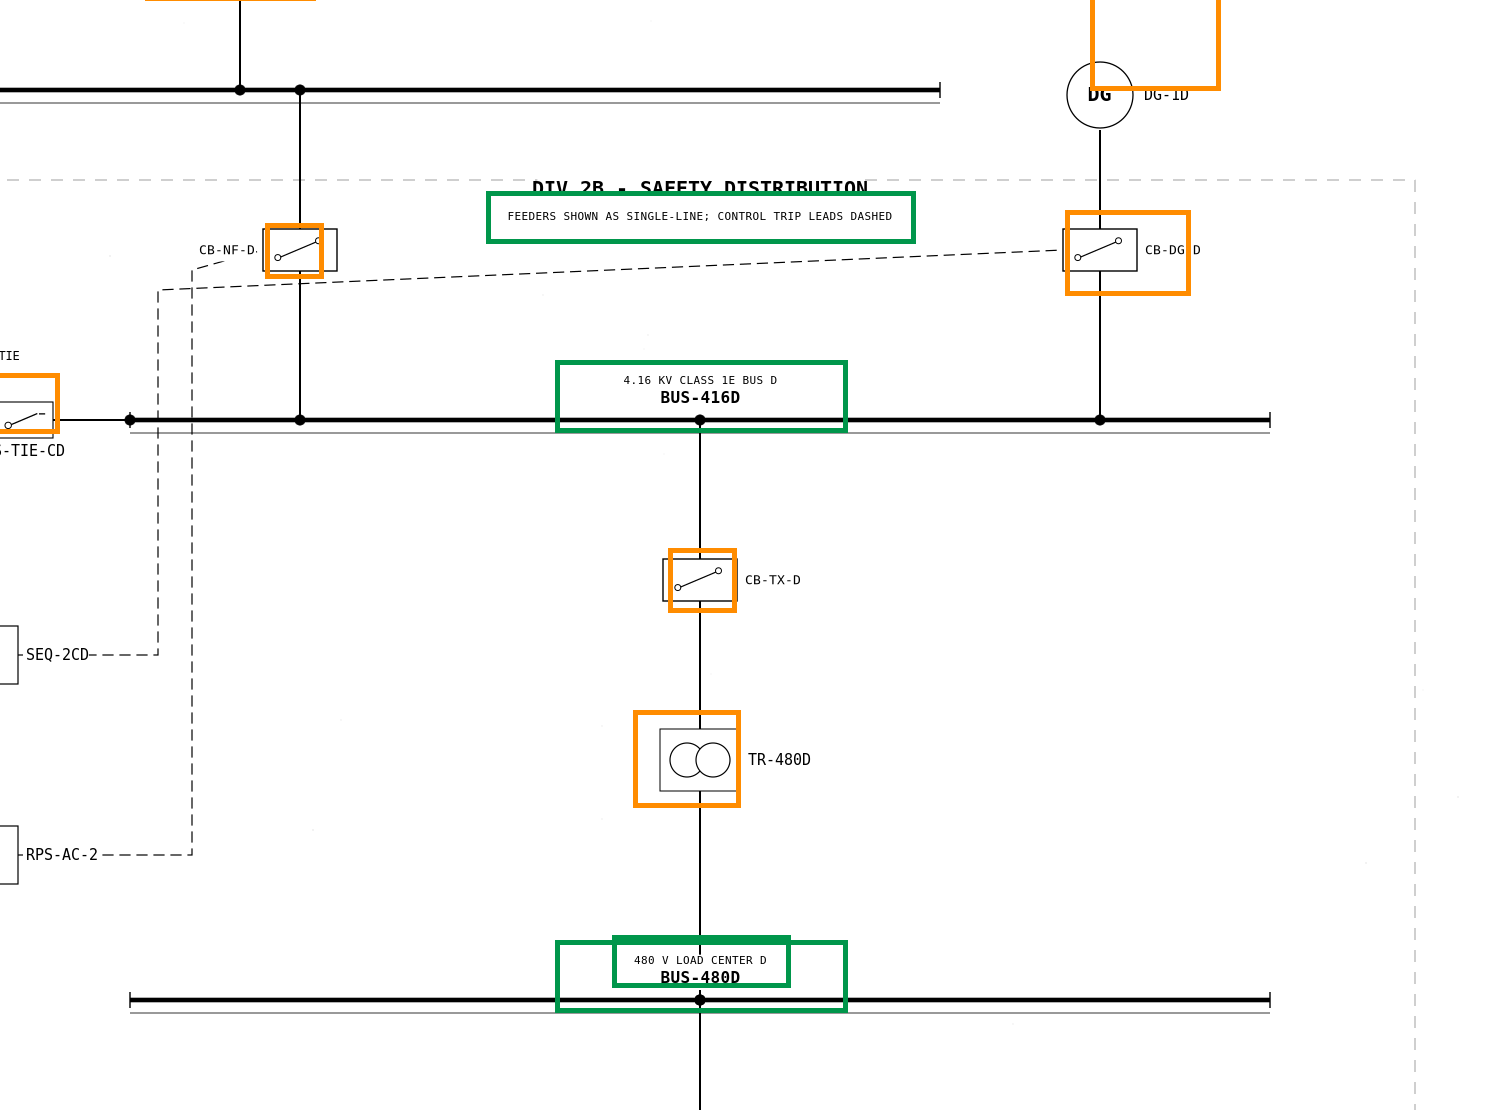 DG
DG-1D
DIV 2B - SAFETY DISTRIBUTION
FEEDERS SHOWN AS SINGLE-LINE; CONTROL TRIP LEADS DASHED
CB-NF-D
CB-DG-D
TIE
4.16 KV CLASS 1E BUS D
BUS-416D
S-TIE-CD
CB-TX-D
SEQ-2CD
TR-480D
RPS-AC-2
480 V LOAD CENTER D
BUS-480D